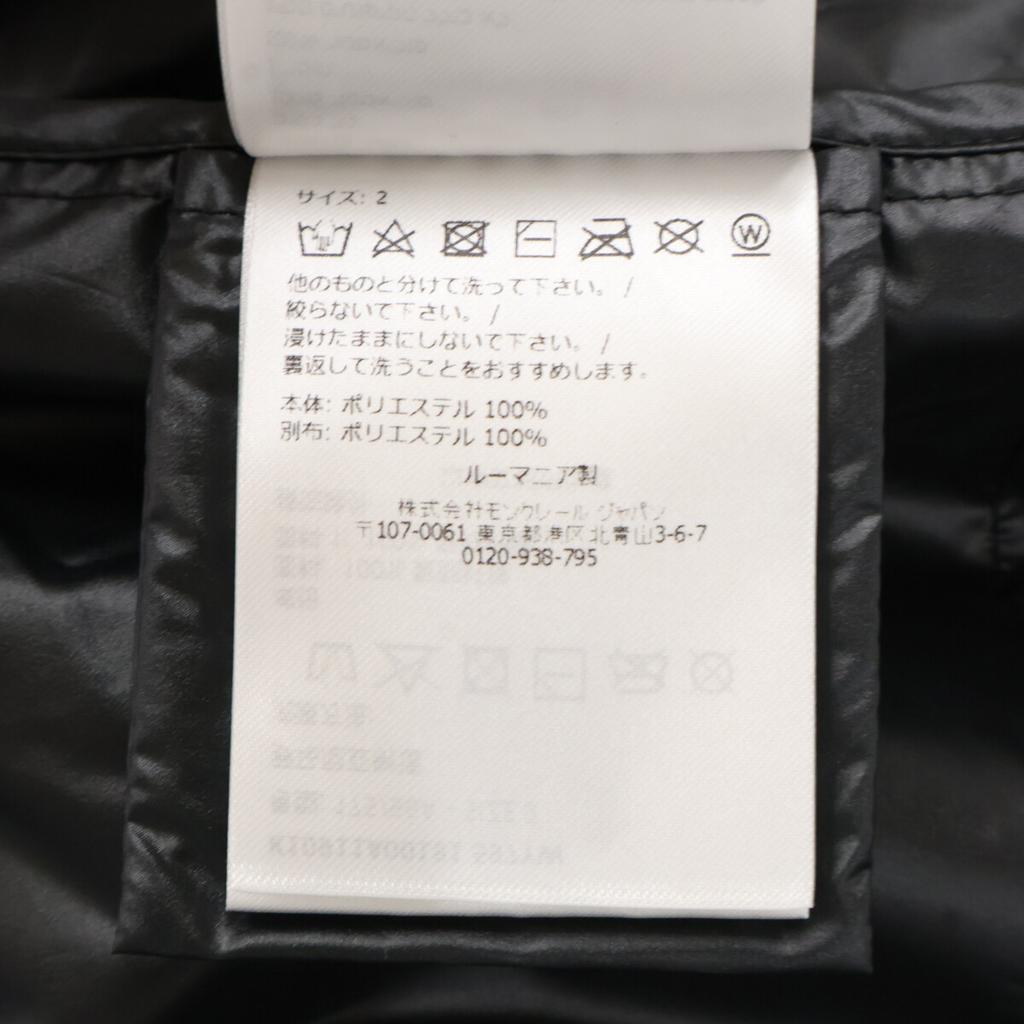 サイズ: 2
W
他のものと分けて洗って下さい。 /
絞らないで下さい。 /
浸けたままにしないで下さい。 /
裏返して洗うことをおすすめします。
本体: ポリエステル 100%
別布: ポリエステル 100%
ルーマニア製
株式会社モンクレール ジャパン
〒107-0061 東京都港区北青山3-6-7
0120-938-795